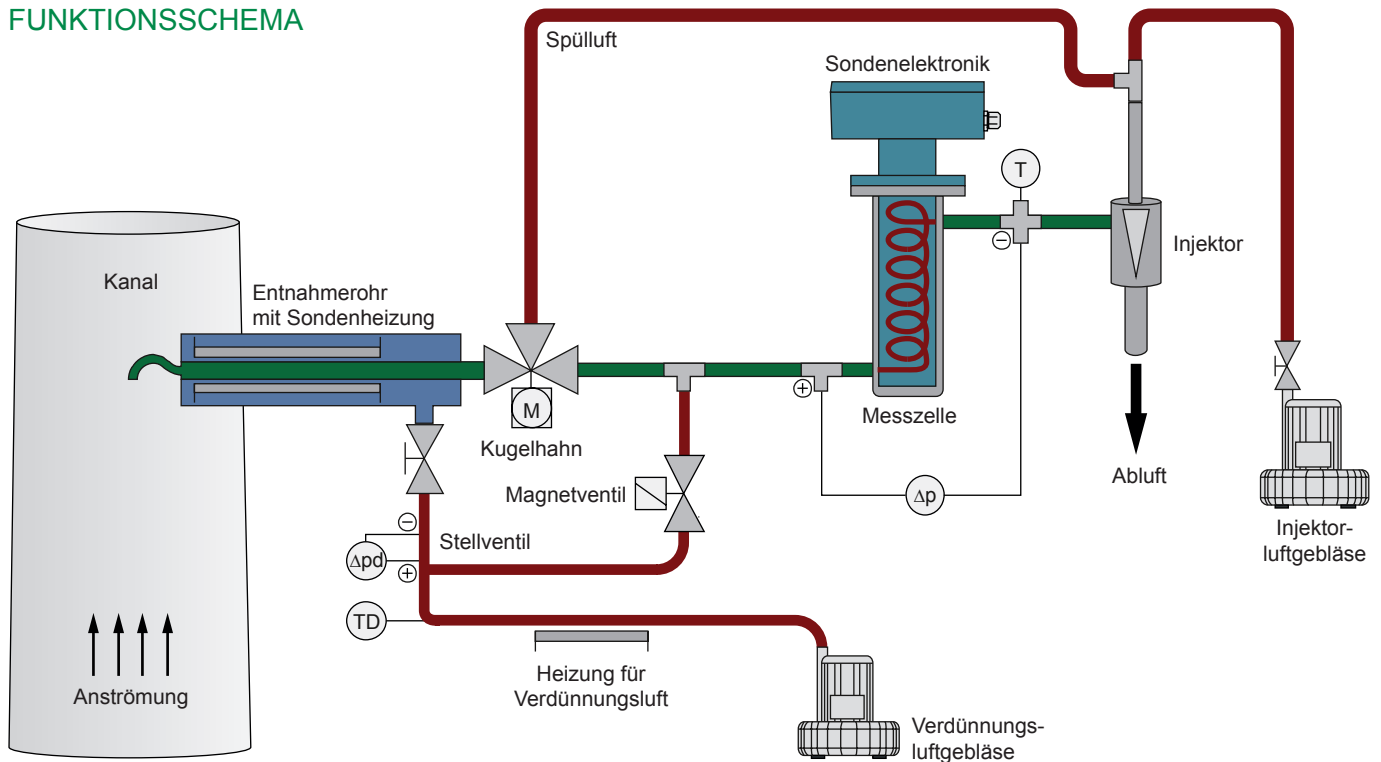 FUNKTIONSSCHEMA
Spülluft
Sondenelektronik
T
−
Injektor
Kanal
Entnahmerohr
mit Sondenheizung
M
Kugelhahn
+
Messzelle
Abluft
Magnetventil
Δp
Injektor-
luftgebläse
−
Stellventil
Δpd
+
TD
Heizung für
Verdünnungsluft
Anströmung
Verdünnungs-
luftgebläse